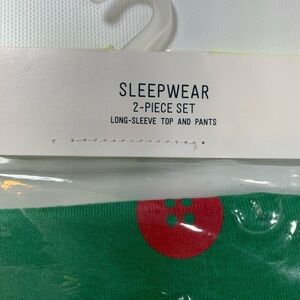 SLEEPWEAR
2-PIECE SET
LONG-SLEEVE TOP AND PANTS